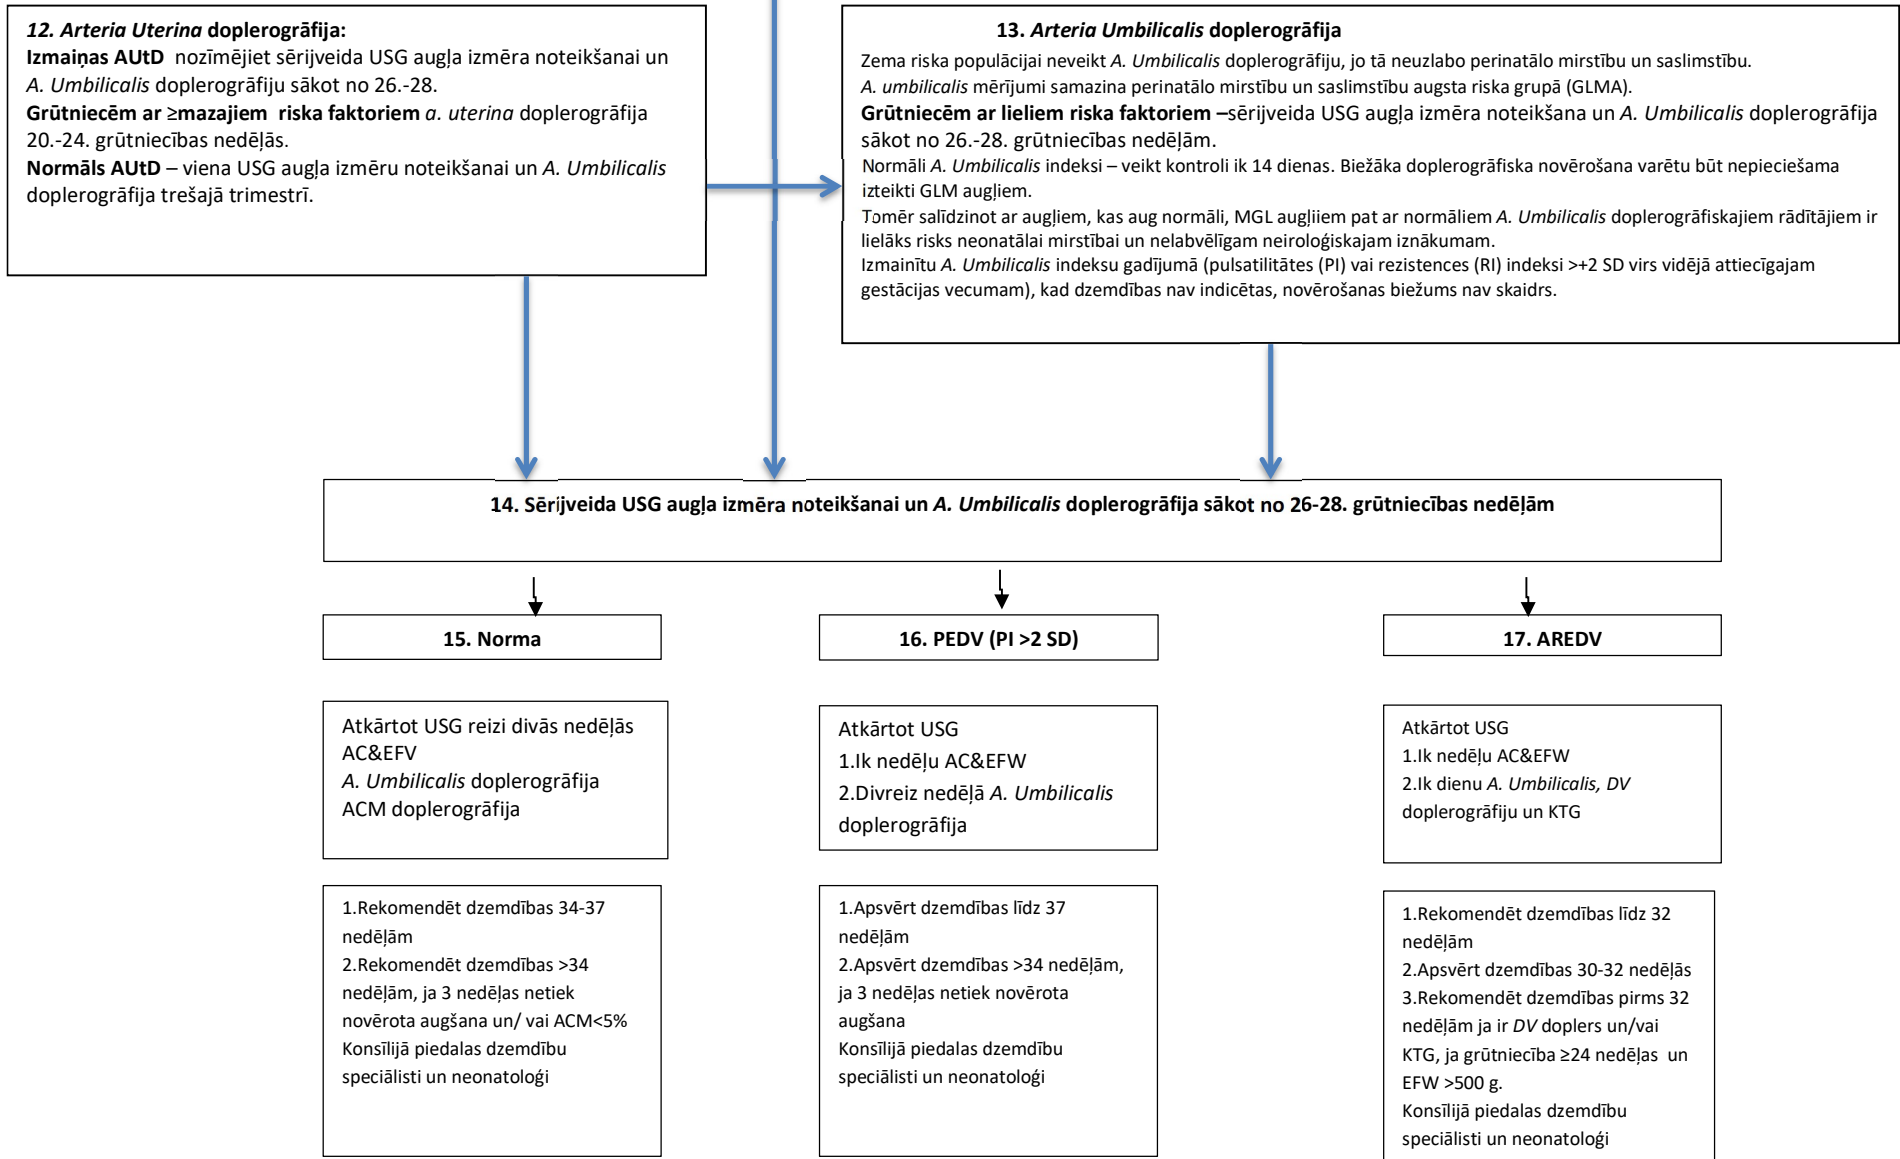 12. Arteria Uterina doplerogrāfija:
Izmaiņas AUtD nozīmējiet sērijveida USG augļa izmēra noteikšanai un
A. Umbilicalis doplerogrāfiju sākot no 26.-28.
Grūtniecēm ar ≥mazajiem riska faktoriem a. uterina doplerogrāfija
20.-24. grūtniecības nedēļās.
Normāls AUtD – viena USG augļa izmēru noteikšanai un A. Umbilicalis
doplerogrāfija trešajā trimestrī.
13. Arteria Umbilicalis doplerogrāfija
Zema riska populācijai neveikt A. Umbilicalis doplerogrāfiju, jo tā neuzlabo perinatālo mirstību un saslimstību.
A. umbilicalis mērījumi samazina perinatālo mirstību un saslimstību augsta riska grupā (GLMA).
Grūtniecēm ar lieliem riska faktoriem –sērijveida USG augļa izmēra noteikšana un A. Umbilicalis doplerogrāfija
sākot no 26.-28. grūtniecības nedēļām.
Normāli A. Umbilicalis indeksi – veikt kontroli ik 14 dienas. Biežāka doplerogrāfiska novērošana varētu būt nepieciešama
izteikti GLM augļiem.
Tomēr salīdzinot ar augļiem, kas aug normāli, MGL augļiiem pat ar normāliem A. Umbilicalis doplerogrāfiskajiem rādītājiem ir
lielāks risks neonatālai mirstībai un nelabvēlīgam neiroloģiskajam iznākumam.
Izmainītu A. Umbilicalis indeksu gadījumā (pulsatilitātes (PI) vai rezistences (RI) indeksi >+2 SD virs vidējā attiecīgajam
gestācijas vecumam), kad dzemdības nav indicētas, novērošanas biežums nav skaidrs.
14. Sērijveida USG augļa izmēra noteikšanai un A. Umbilicalis doplerogrāfija sākot no 26-28. grūtniecības nedēļām
15. Norma
Atkārtot USG reizi divās nedēļās
AC&EFV
A. Umbilicalis doplerogrāfija
ACM doplerogrāfija
1.Rekomendēt dzemdības 34-37
nedēļām
2.Rekomendēt dzemdības >34
nedēļām, ja 3 nedēļas netiek
novērota augšana un/ vai ACM<5%
Konsīlijā piedalas dzemdību
speciālisti un neonatoloģi
16. PEDV (PI >2 SD)
Atkārtot USG
1.Ik nedēļu AC&EFW
2.Divreiz nedēļā A. Umbilicalis
doplerogrāfija
1.Apsvērt dzemdības līdz 37
nedēļām
2.Apsvērt dzemdības >34 nedēļām,
ja 3 nedēļas netiek novērota
augšana
Konsīlijā piedalas dzemdību
speciālisti un neonatoloģi
17. AREDV
Atkārtot USG
1.Ik nedēļu AC&EFW
2.Ik dienu A. Umbilicalis, DV
doplerogrāfiju un KTG
1.Rekomendēt dzemdības līdz 32
nedēļām
2.Apsvērt dzemdības 30-32 nedēļās
3.Rekomendēt dzemdības pirms 32
nedēļām ja ir DV doplers un/vai
KTG, ja grūtniecība ≥24 nedēļas un
EFW >500 g.
Konsīlijā piedalas dzemdību
speciālisti un neonatoloģi